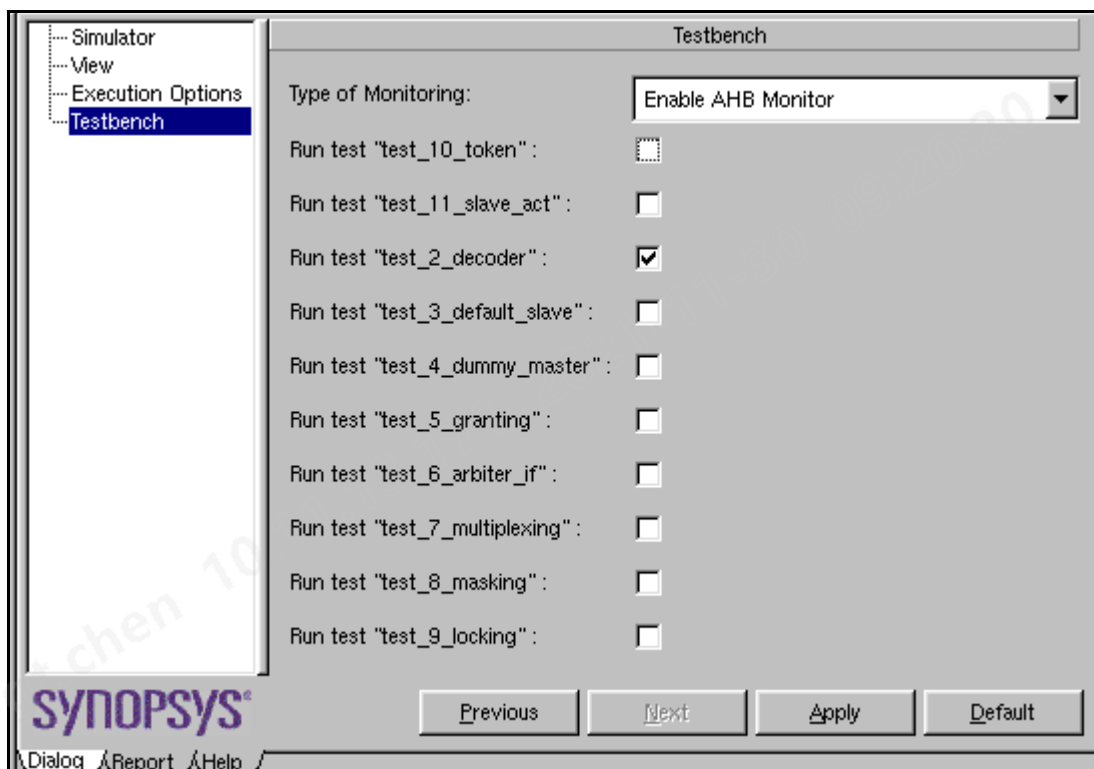 Simulator
View
Execution Options
Testbench
Testbench
Type of Monitoring:
Enable AHB Monitor
Run test "test_10_token" :
Run test "test_11_slave_act" :
Run test "test_2_decoder" :
Run test "test_3_default_slave" :
Run test "test_4_dummy_master" :
Run test "test_5_granting" :
Run test "test_6_arbiter_if" :
Run test "test_7_multiplexing" :
Run test "test_8_masking" :
Run test "test_9_locking" :
chen 10
SYNOPSYS®
Previous
Next
Apply
Default
Dialog
Report
Help